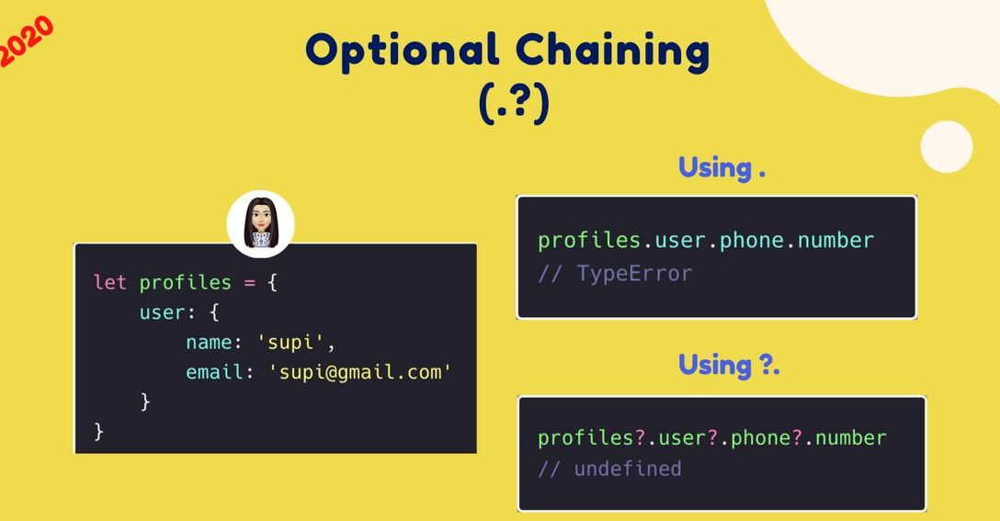 2020
Optional Chaining
(.?)
let profiles = {
    user: {
        name: 'supi',
        email: 'supi@gmail.com'
    }
}
Using .
profiles.user.phone.number
// TypeError
Using ?.
profiles?.user?.phone?.number
// undefined